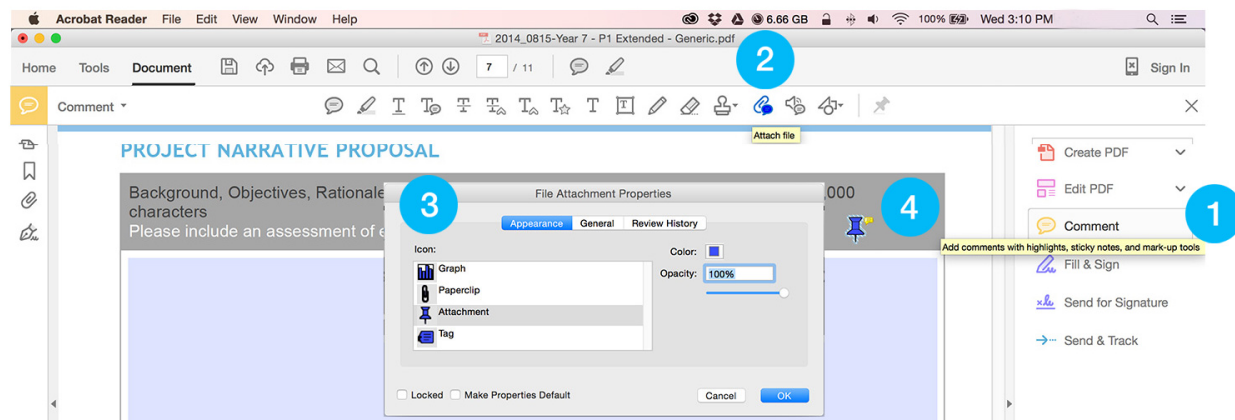 Acrobat Reader File Edit View Window Help 6.66 GB 100% Wed 3:10 PM
2014_0815-Year 7 - P1 Extended - Generic.pdf
Home Tools Document 7 / 11 Sign In
2
Comment
Attach file
PROJECT NARRATIVE PROPOSAL
Background, Objectives, Rationale ,000
characters
Please include an assessment of
3
File Attachment Properties
Appearance General Review History
Icon:
Graph
Paperclip
Attachment
Tag
Color:
Opacity: 100%
Locked Make Properties Default
Cancel OK
4
Create PDF
Edit PDF
Comment
1
Add comments with highlights, sticky notes, and mark-up tools
Fill & Sign
Send for Signature
Send & Track